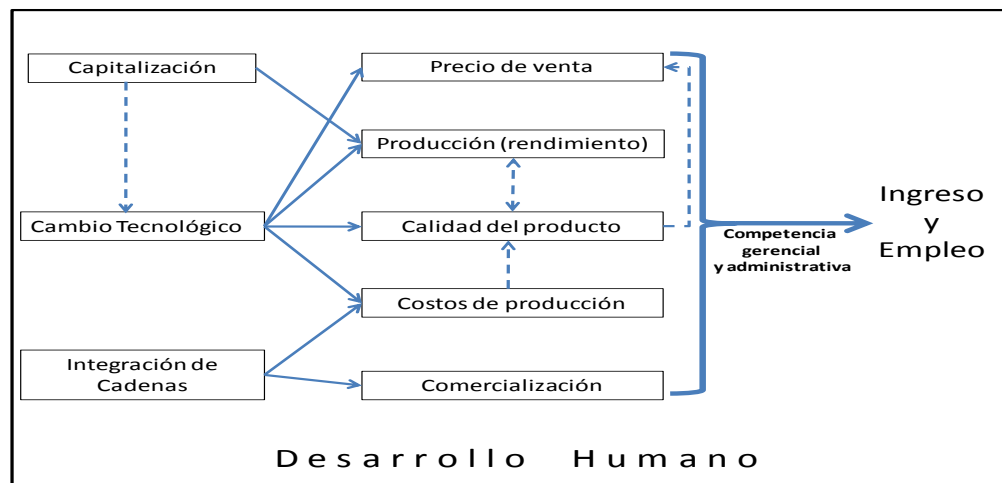 Capitalización
Precio de venta
Producción (rendimiento)
Cambio Tecnológico
Calidad del producto
Costos de producción
Integración de
Cadenas
Comercialización
Competencia
gerencial
y administrativa
Ingreso
y
Empleo
Desarrollo Humano